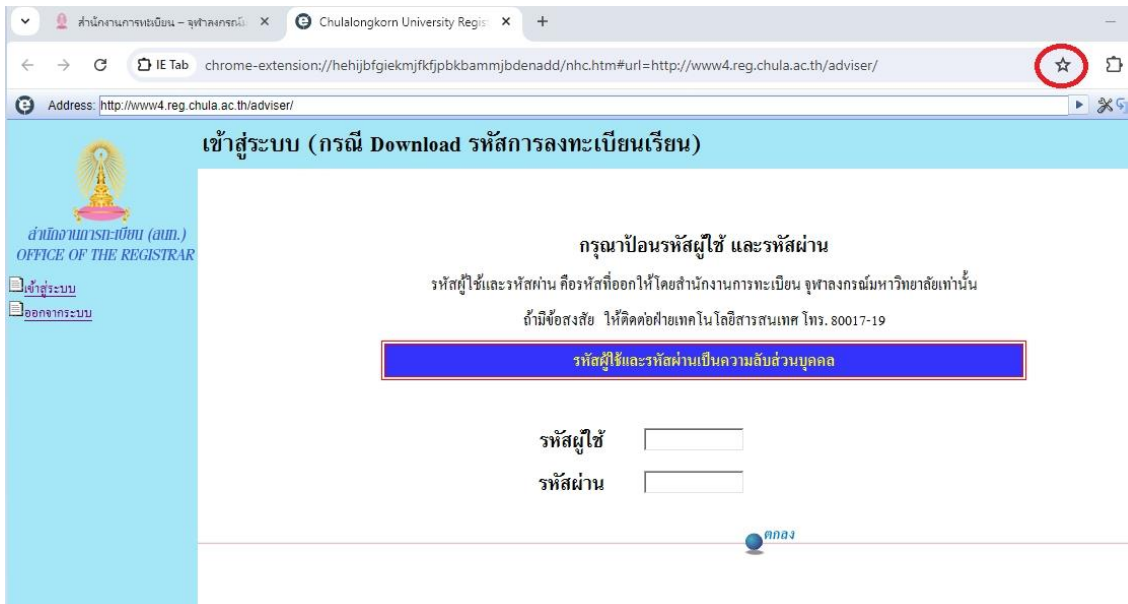 สำนักงานการทะเบียน – จุฬาลงกรณ์
Chulalongkorn University Regis
IE Tab
chrome-extension://hehijbfgiekmjfkfjpbkbammjbdenadd/nhc.htm#url=http://www4.reg.chula.ac.th/adviser/
Address: http://www4.reg.chula.ac.th/adviser/
เข้าสู่ระบบ (กรณี Download รหัสการลงทะเบียนเรียน)
สำนักงานการทะเบียน (สนท.)
OFFICE OF THE REGISTRAR
เข้าสู่ระบบ
ออกจากระบบ
กรุณาป้อนรหัสผู้ใช้ และรหัสผ่าน
รหัสผู้ใช้และรหัสผ่าน คือรหัสที่ออกให้โดยสำนักงานการทะเบียน จุฬาลงกรณ์มหาวิทยาลัยเท่านั้น
ถ้ามีข้อสงสัย ให้ติดต่อฝ่ายเทคโนโลยีสารสนเทศ โทร. 80017-19
รหัสผู้ใช้และรหัสผ่านเป็นความลับส่วนบุคคล
รหัสผู้ใช้
รหัสผ่าน
ตกลง